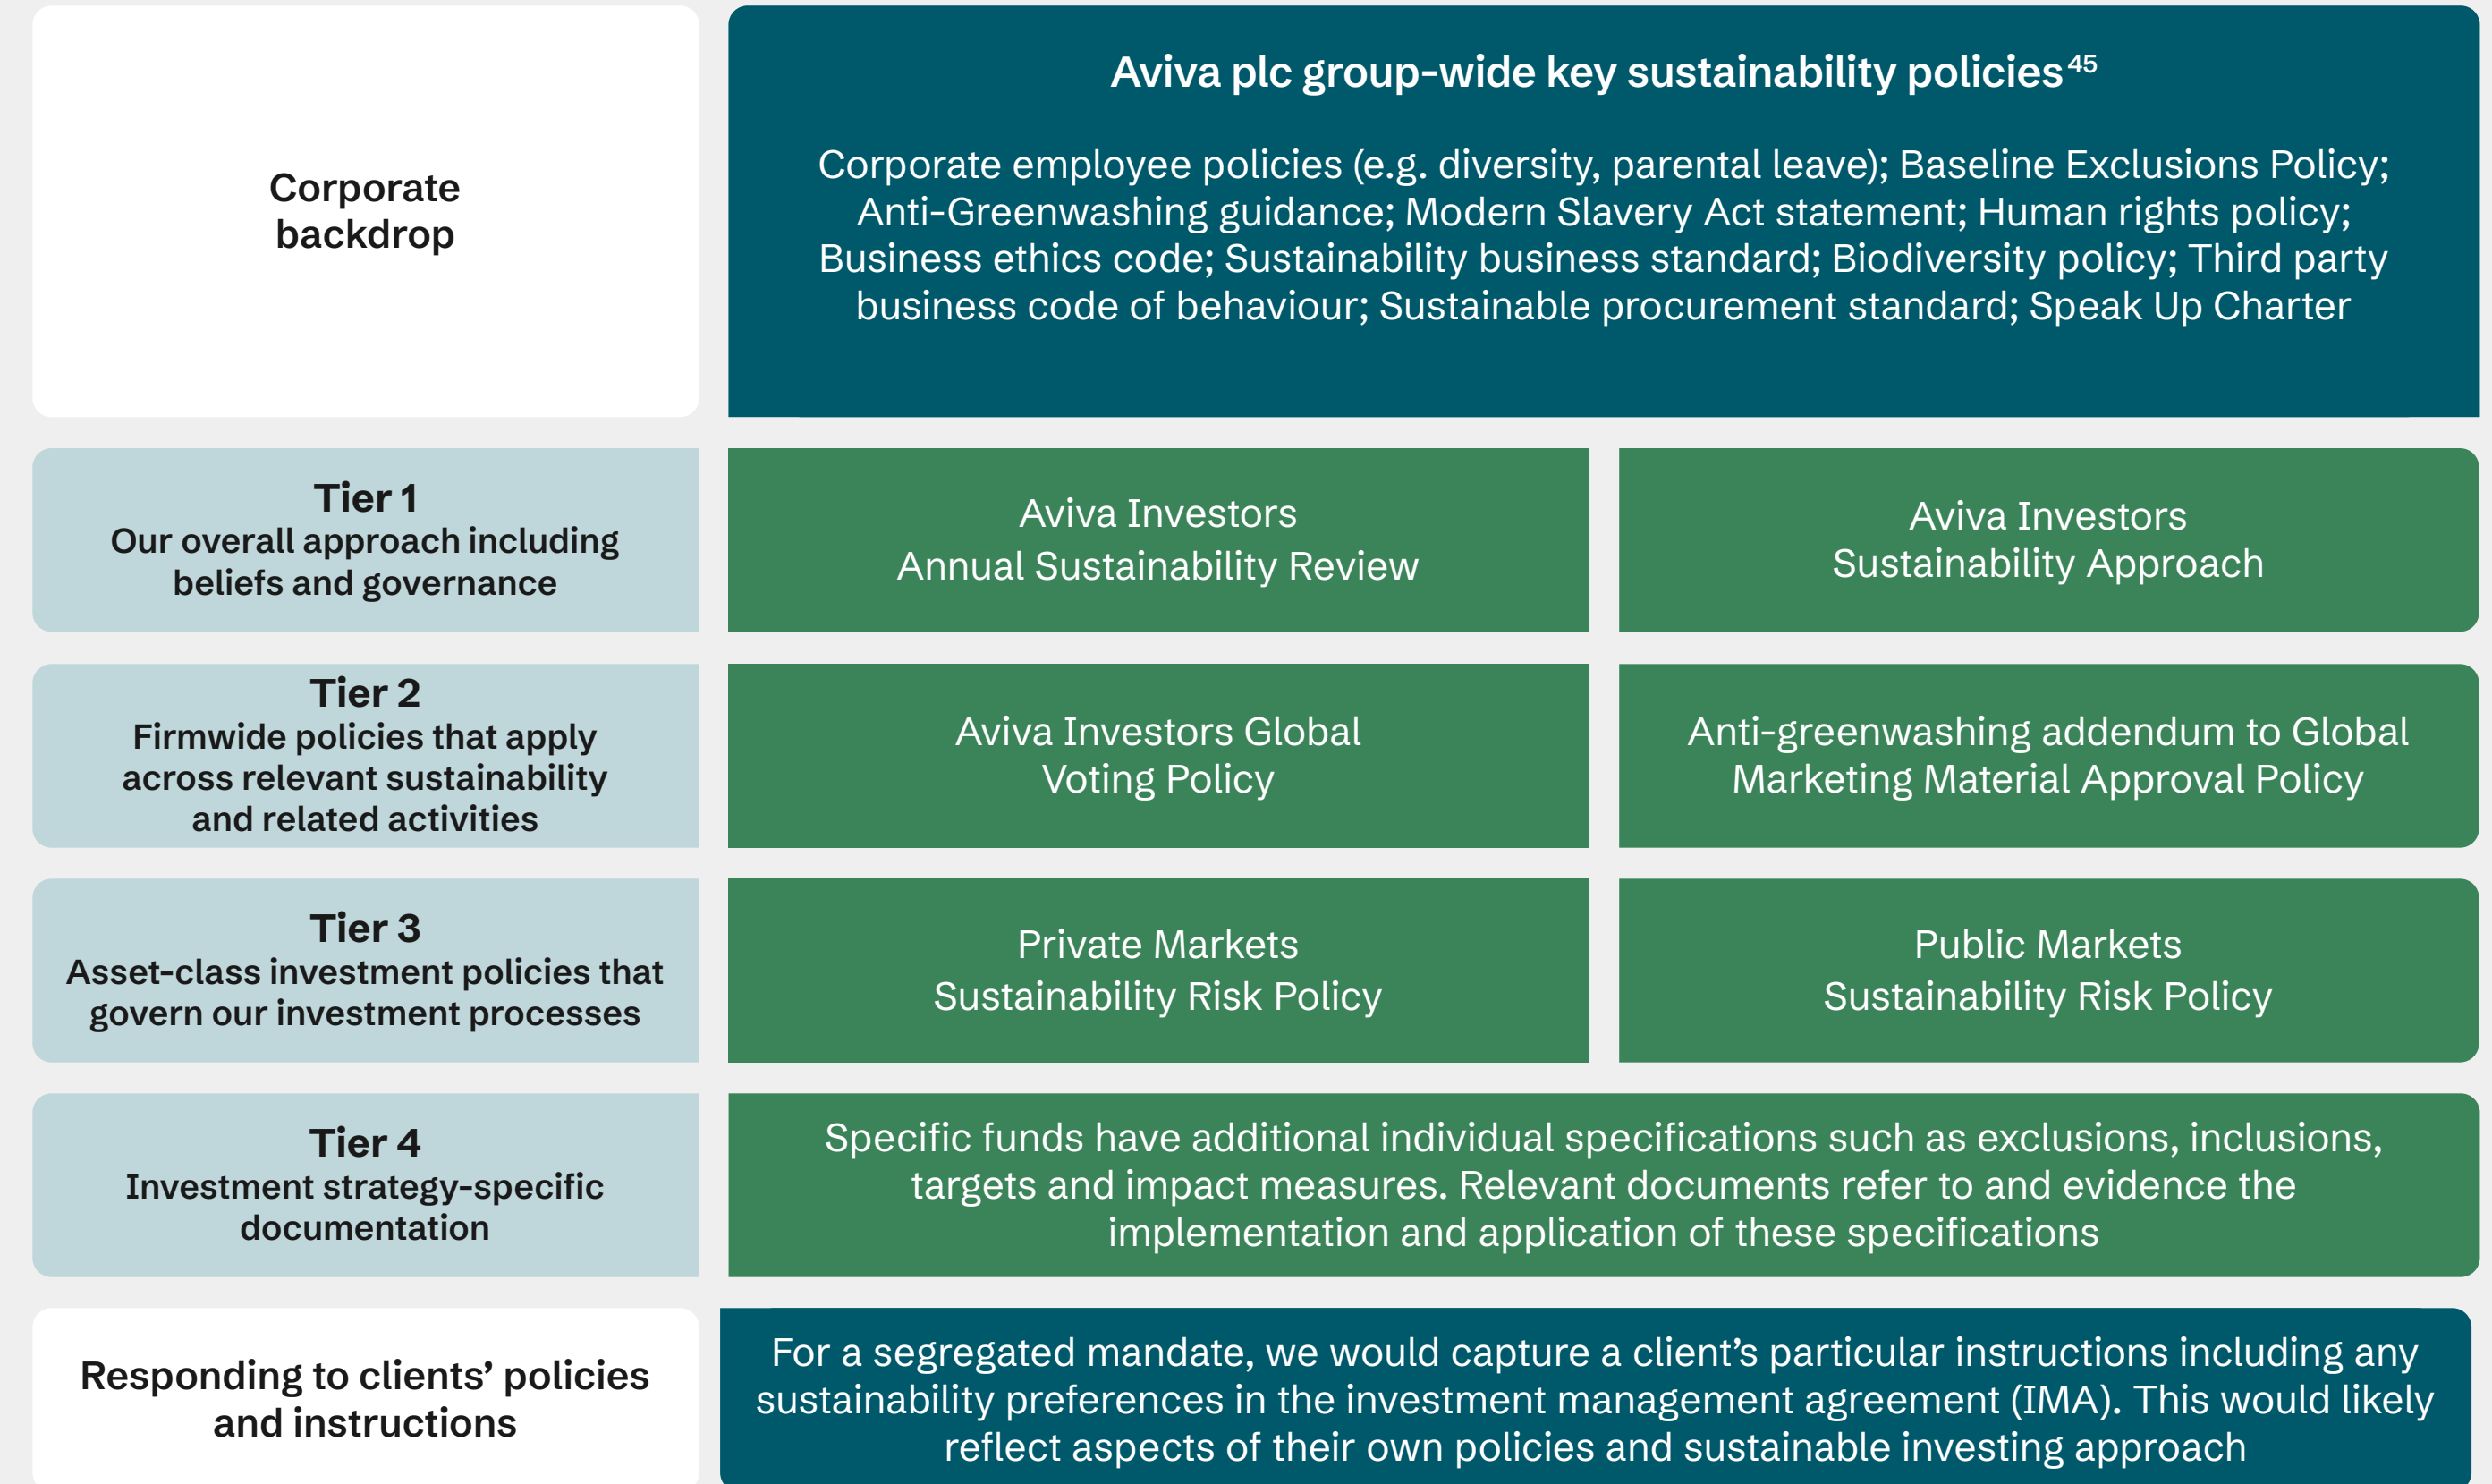 Corporate
backdrop
Aviva plc group-wide key sustainability policies⁴⁵
Corporate employee policies (e.g. diversity, parental leave); Baseline Exclusions Policy;
Anti-Greenwashing guidance; Modern Slavery Act statement; Human rights policy;
Business ethics code; Sustainability business standard; Biodiversity policy; Third party
business code of behaviour; Sustainable procurement standard; Speak Up Charter
Tier 1
Our overall approach including
beliefs and governance
Aviva Investors
Annual Sustainability Review
Aviva Investors
Sustainability Approach
Tier 2
Firmwide policies that apply
across relevant sustainability
and related activities
Aviva Investors Global
Voting Policy
Anti-greenwashing addendum to Global
Marketing Material Approval Policy
Tier 3
Asset-class investment policies that
govern our investment processes
Private Markets
Sustainability Risk Policy
Public Markets
Sustainability Risk Policy
Tier 4
Investment strategy-specific
documentation
Specific funds have additional individual specifications such as exclusions, inclusions,
targets and impact measures. Relevant documents refer to and evidence the
implementation and application of these specifications
Responding to clients’ policies
and instructions
For a segregated mandate, we would capture a client’s particular instructions including any
sustainability preferences in the investment management agreement (IMA). This would likely
reflect aspects of their own policies and sustainable investing approach